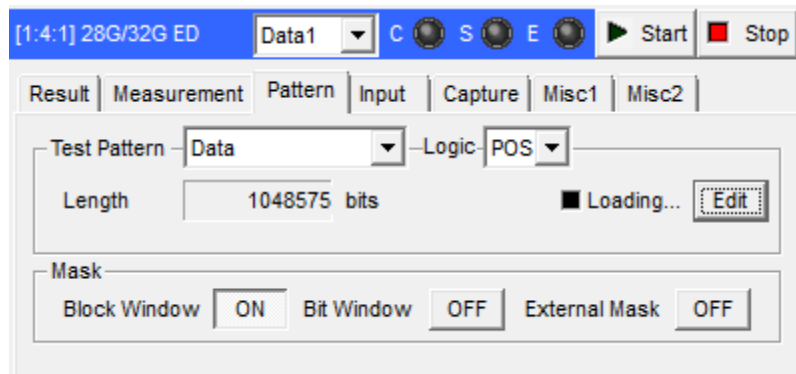 [1:4:1] 28G/32G ED Data1 C S E Start Stop
Result Measurement Pattern Input Capture Misc1 Misc2
Test Pattern Data Logic POS
Length 1048575 bits Loading... Edit
Mask
Block Window ON Bit Window OFF External Mask OFF